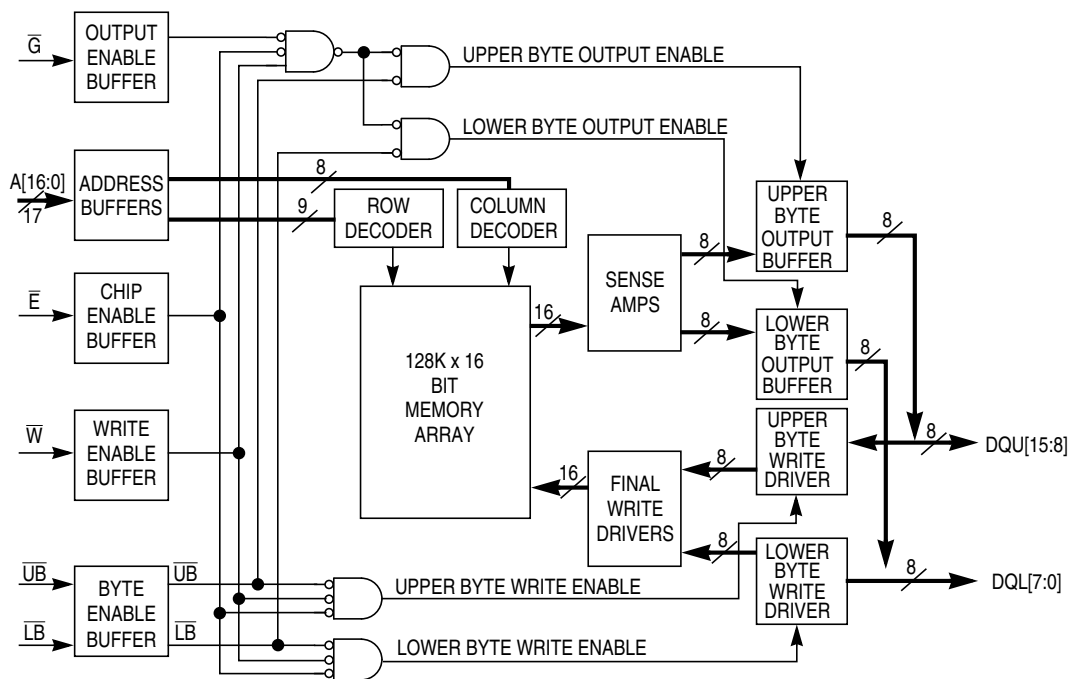 G̅
OUTPUT
ENABLE
BUFFER
UPPER BYTE OUTPUT ENABLE
LOWER BYTE OUTPUT ENABLE
A[16:0]
17
ADDRESS
BUFFERS
8
9
ROW
DECODER
COLUMN
DECODER
UPPER
BYTE
OUTPUT
BUFFER
8
E̅
CHIP
ENABLE
BUFFER
128K x 16
BIT
MEMORY
ARRAY
16
SENSE
AMPS
8
8
LOWER
BYTE
OUTPUT
BUFFER
8
W̅
WRITE
ENABLE
BUFFER
16
FINAL
WRITE
DRIVERS
8
8
UPPER
BYTE
WRITE
DRIVER
8
DQU[15:8]
U̅B̅
L̅B̅
BYTE
ENABLE
BUFFER
U̅B̅
L̅B̅
UPPER BYTE WRITE ENABLE
LOWER BYTE WRITE ENABLE
LOWER
BYTE
WRITE
DRIVER
8
DQL[7:0]